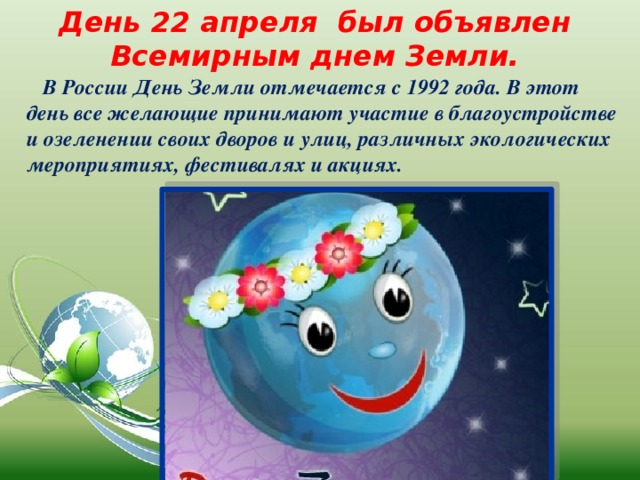 День 22 апреля был объявлен
Всемирным днем Земли.
В России День Земли отмечается с 1992 года. В этот
день все желающие принимают участие в благоустройстве
и озеленении своих дворов и улиц, различных экологических
мероприятиях, фестивалях и акциях.